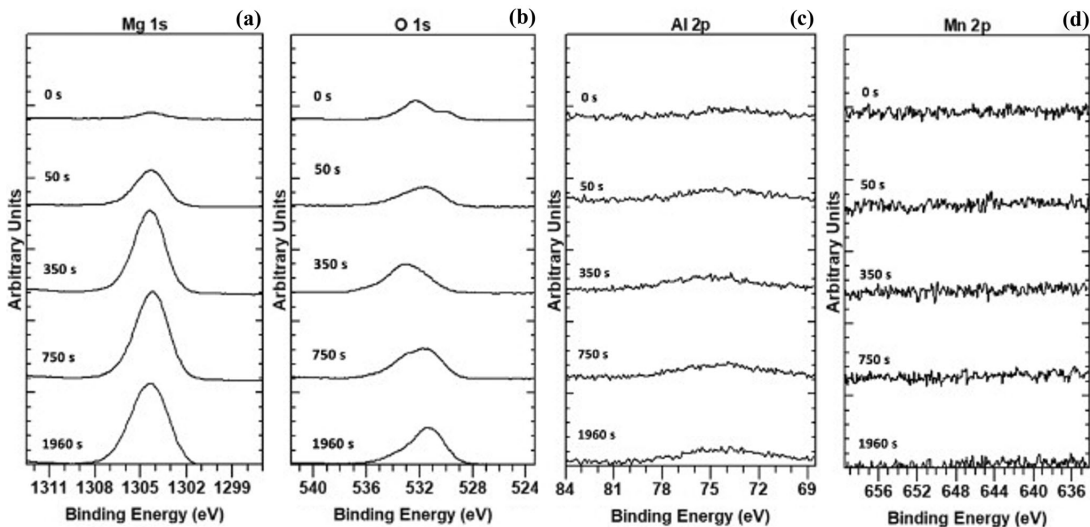 (a)
Mg 1s
0 s
50 s
350 s
750 s
1960 s
Arbitrary Units
1311 1308 1305 1302 1299
Binding Energy (eV)
(b)
O 1s
0 s
50 s
350 s
750 s
1960 s
Arbitrary Units
540 536 532 528 524
Binding Energy (eV)
(c)
Al 2p
0 s
50 s
350 s
750 s
1960 s
Arbitrary Units
84 81 78 75 72 69
Binding Energy (eV)
(d)
Mn 2p
0 s
50 s
350 s
750 s
1960 s
Arbitrary Units
656 652 648 644 640 636
Binding Energy (eV)